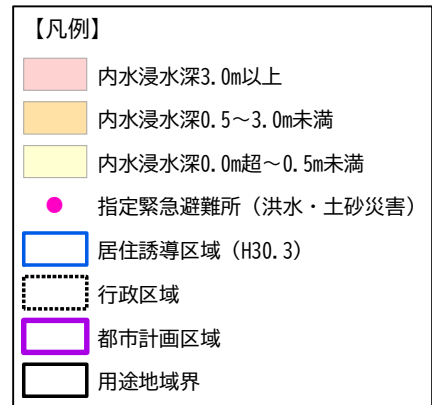 【凡例】
内水浸水深3.0m以上
内水浸水深0.5～3.0m未満
内水浸水深0.0m超～0.5m未満
指定緊急避難所（洪水・土砂災害）
居住誘導区域（H30.3）
行政区域
都市計画区域
用途地域界